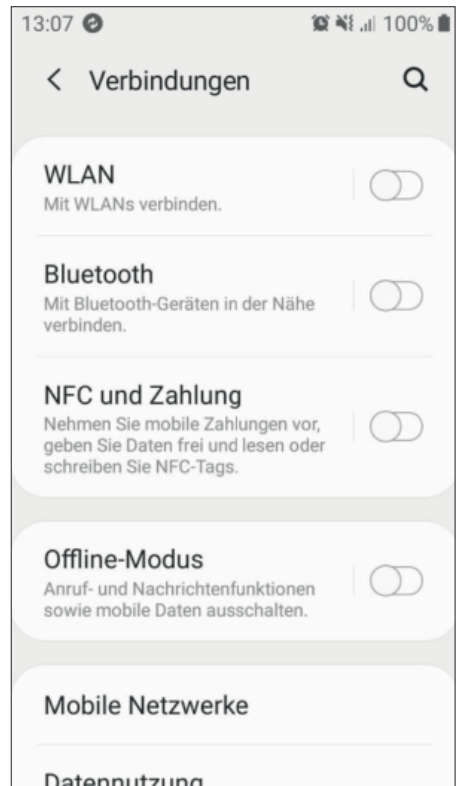 13:07 100%
Verbindungen
WLAN
Mit WLANs verbinden.
Bluetooth
Mit Bluetooth-Geräten in der Nähe
verbinden.
NFC und Zahlung
Nehmen Sie mobile Zahlungen vor,
geben Sie Daten frei und lesen oder
schreiben Sie NFC-Tags.
Offline-Modus
Anruf- und Nachrichtenfunktionen
sowie mobile Daten ausschalten.
Mobile Netzwerke
Datennutzung